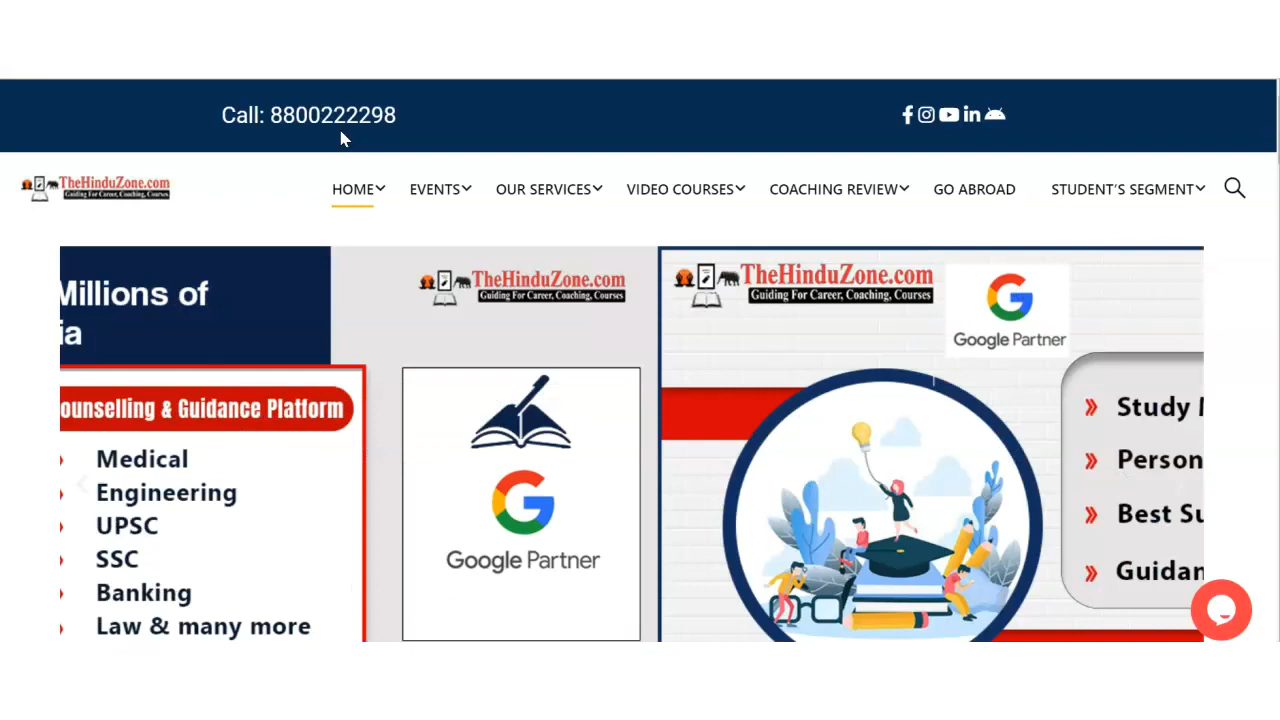 Call: 8800222298
TheHinduZone.com
Guiding For Career, Coaching, Courses
HOME EVENTS OUR SERVICES VIDEO COURSES COACHING REVIEW GO ABROAD STUDENT'S SEGMENT
Millions of
ia
ounselling & Guidance Platform
Medical
Engineering
UPSC
SSC
Banking
Law & many more
TheHinduZone.com
Guiding For Career, Coaching, Courses
Google Partner
TheHinduZone.com
Guiding For Career, Coaching, Courses
Google Partner
Study
Person
Best Su
Guidan